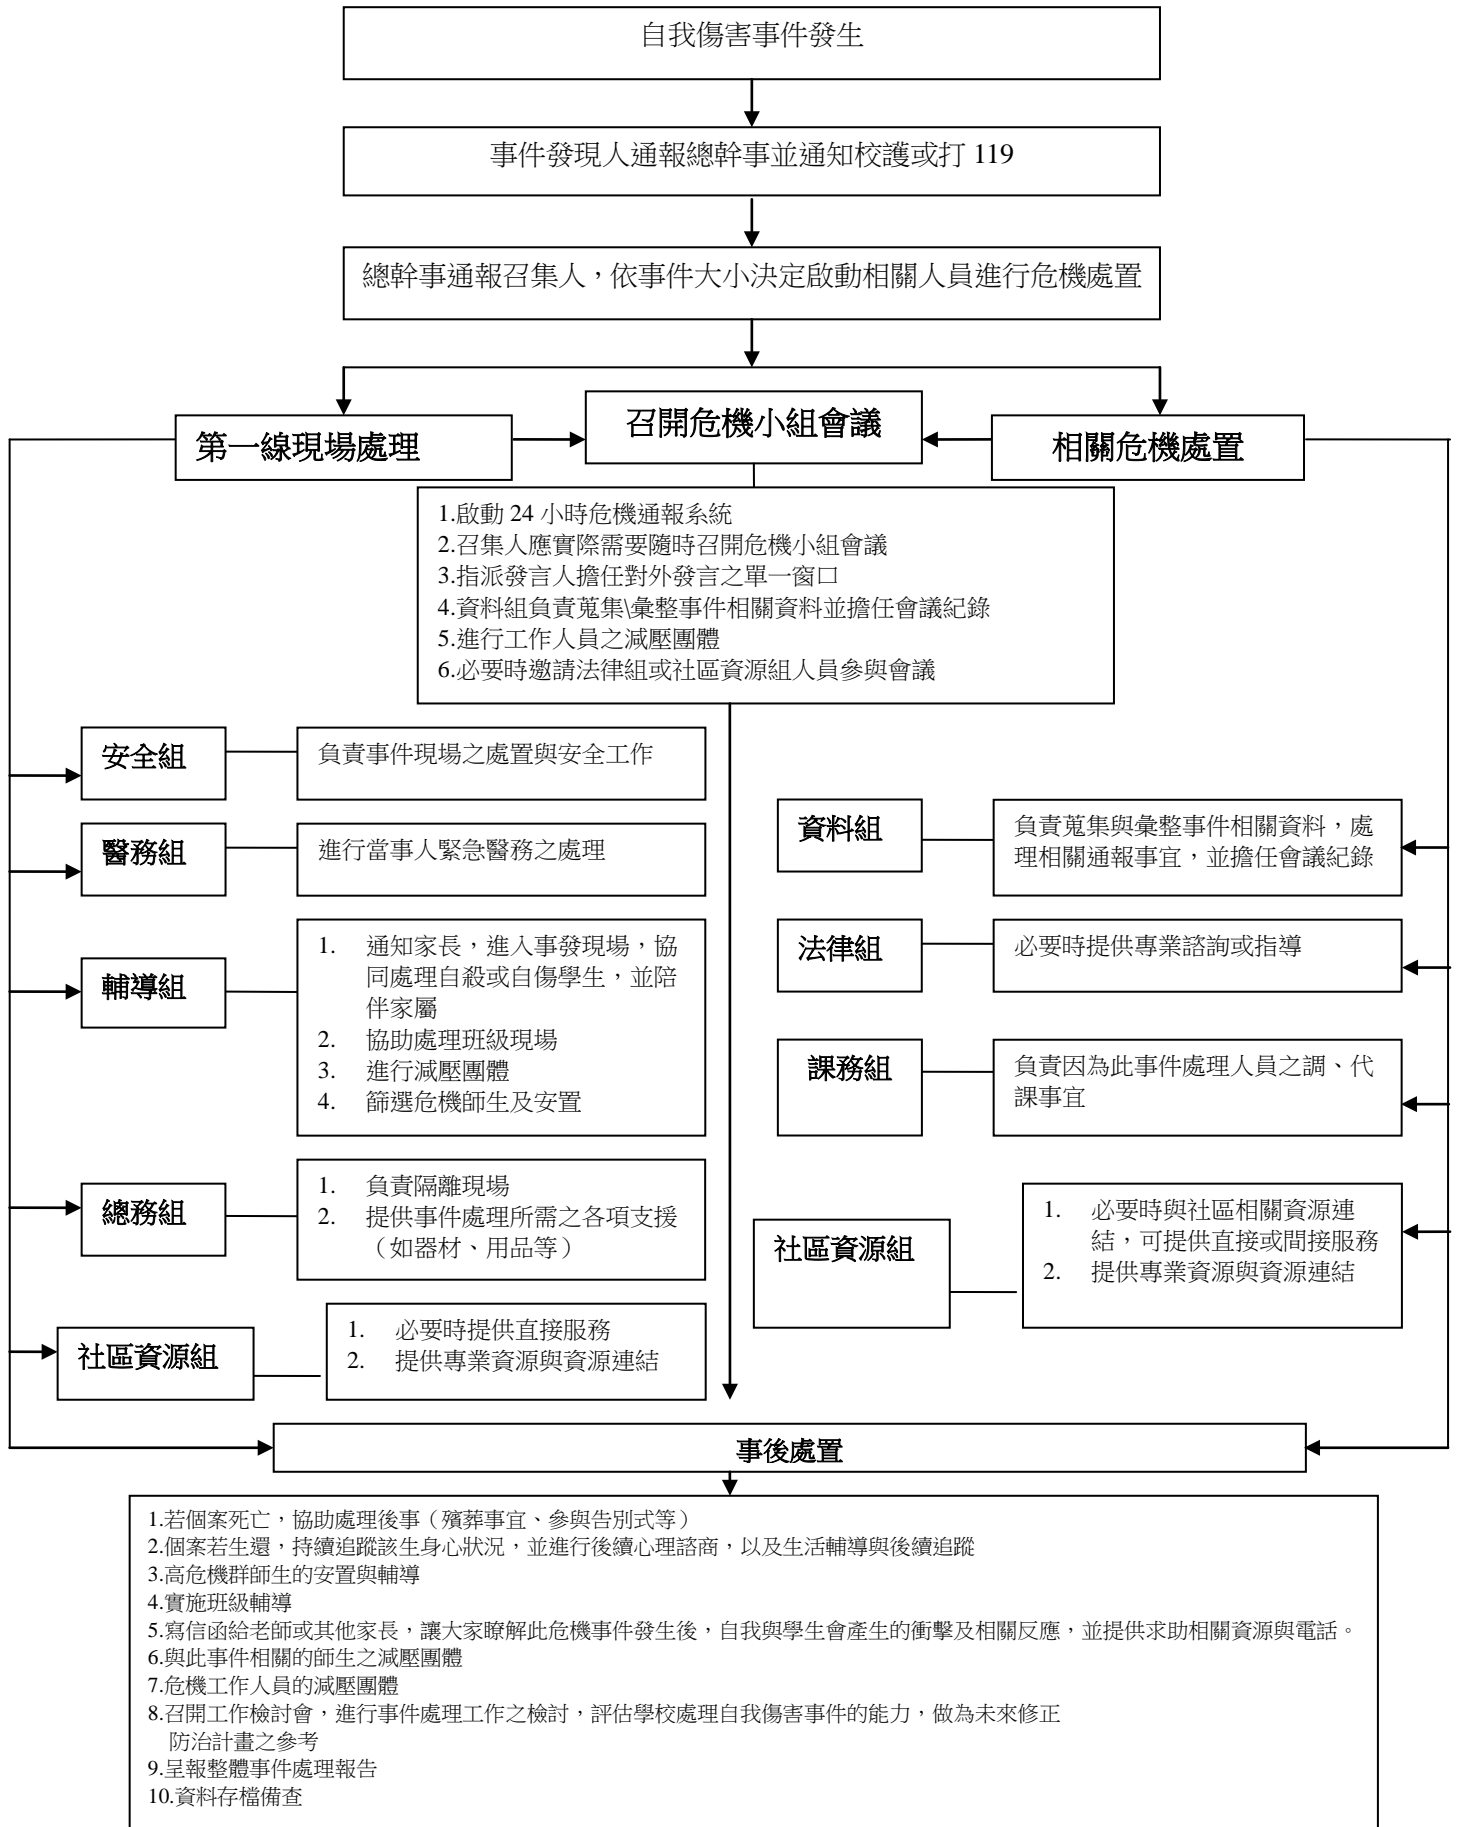 自我傷害事件發生
事件發現人通報總幹事並通知校護或打 119
總幹事通報召集人，依事件大小決定啟動相關人員進行危機處置
第一線現場處理
召開危機小組會議
相關危機處置
1.啟動 24 小時危機通報系統
2.召集人應實際需要隨時召開危機小組會議
3.指派發言人擔任對外發言之單一窗口
4.資料組負責蒐集\彙整事件相關資料並擔任會議紀錄
5.進行工作人員之減壓團體
6.必要時邀請法律組或社區資源組人員參與會議
安全組
負責事件現場之處置與安全工作
醫務組
進行當事人緊急醫務之處理
輔導組
1. 通知家長，進入事發現場，協
同處理自殺或自傷學生，並陪
伴家屬
2. 協助處理班級現場
3. 進行減壓團體
4. 篩選危機師生及安置
總務組
1. 負責隔離現場
2. 提供事件處理所需之各項支援
（如器材、用品等）
社區資源組
1. 必要時提供直接服務
2. 提供專業資源與資源連結
資料組
負責蒐集與彙整事件相關資料，處
理相關通報事宜，並擔任會議紀錄
法律組
必要時提供專業諮詢或指導
課務組
負責因為此事件處理人員之調、代
課事宜
社區資源組
1. 必要時與社區相關資源連
結，可提供直接或間接服務
2. 提供專業資源與資源連結
事後處置
1.若個案死亡，協助處理後事（殯葬事宜、參與告別式等）
2.個案若生還，持續追蹤該生身心狀況，並進行後續心理諮商，以及生活輔導與後續追蹤
3.高危機群師生的安置與輔導
4.實施班級輔導
5.寫信函給老師或其他家長，讓大家瞭解此危機事件發生後，自我與學生會產生的衝擊及相關反應，並提供求助相關資源與電話。
6.與此事件相關的師生之減壓團體
7.危機工作人員的減壓團體
8.召開工作檢討會，進行事件處理工作之檢討，評估學校處理自我傷害事件的能力，做為未來修正
防治計畫之參考
9.呈報整體事件處理報告
10.資料存檔備查